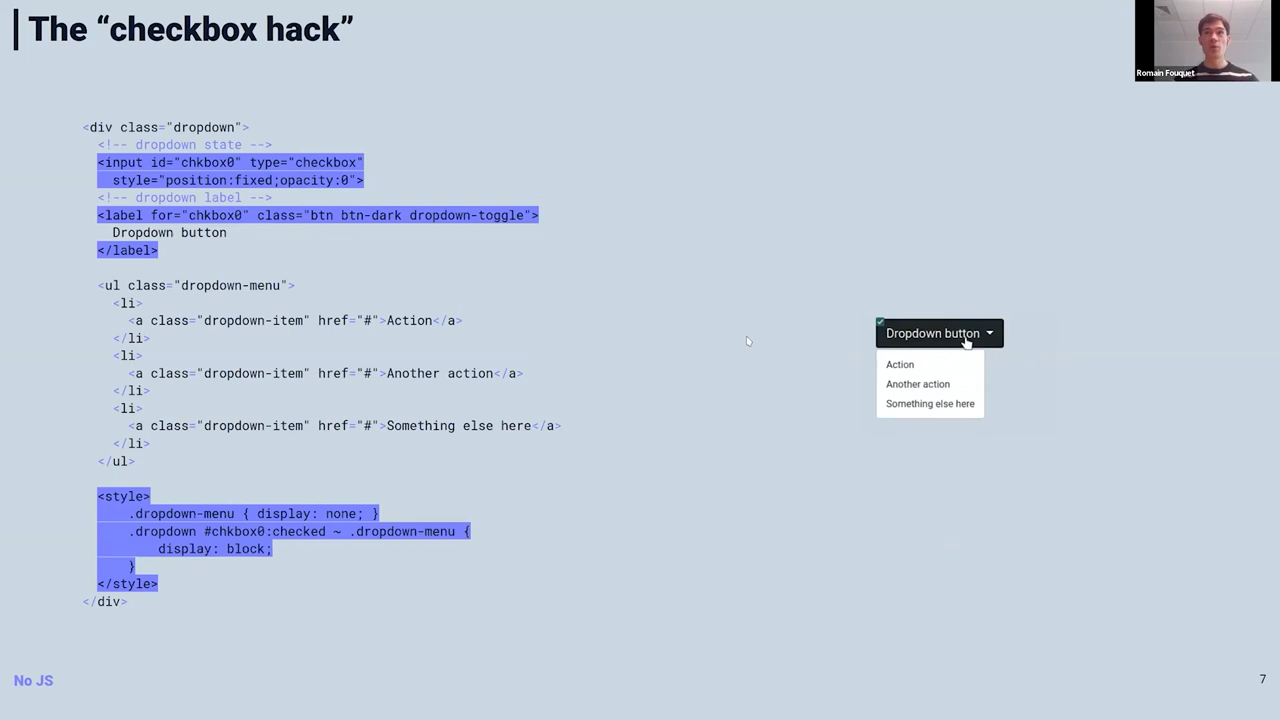 The “checkbox hack”
Romain Fouquet
<div class="dropdown">
<!-- dropdown state -->
<input id="chkbox0" type="checkbox"
style="position:fixed;opacity:0">
<!-- dropdown label -->
<label for="chkbox0" class="btn btn-dark dropdown-toggle">
Dropdown button
</label>
<ul class="dropdown-menu">
<li>
<a class="dropdown-item" href="#">Action</a>
</li>
<li>
<a class="dropdown-item" href="#">Another action</a>
</li>
<li>
<a class="dropdown-item" href="#">Something else here</a>
</li>
</ul>
<style>
.dropdown-menu { display: none; }
.dropdown #chkbox0:checked ~ .dropdown-menu {
display: block;
}
</style>
</div>
Dropdown button
Action
Another action
Something else here
No JS
7